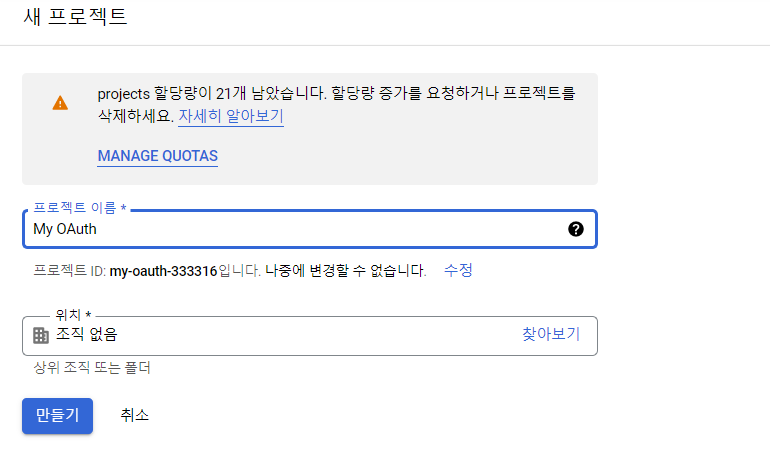 새 프로젝트
projects 할당량이 21개 남았습니다. 할당량 증가를 요청하거나 프로젝트를
삭제하세요. 자세히 알아보기
MANAGE QUOTAS
프로젝트 이름 *
My OAuth
프로젝트 ID: my-oauth-333316입니다. 나중에 변경할 수 없습니다. 수정
위치 *
조직 없음 찾아보기
상위 조직 또는 폴더
만들기 취소